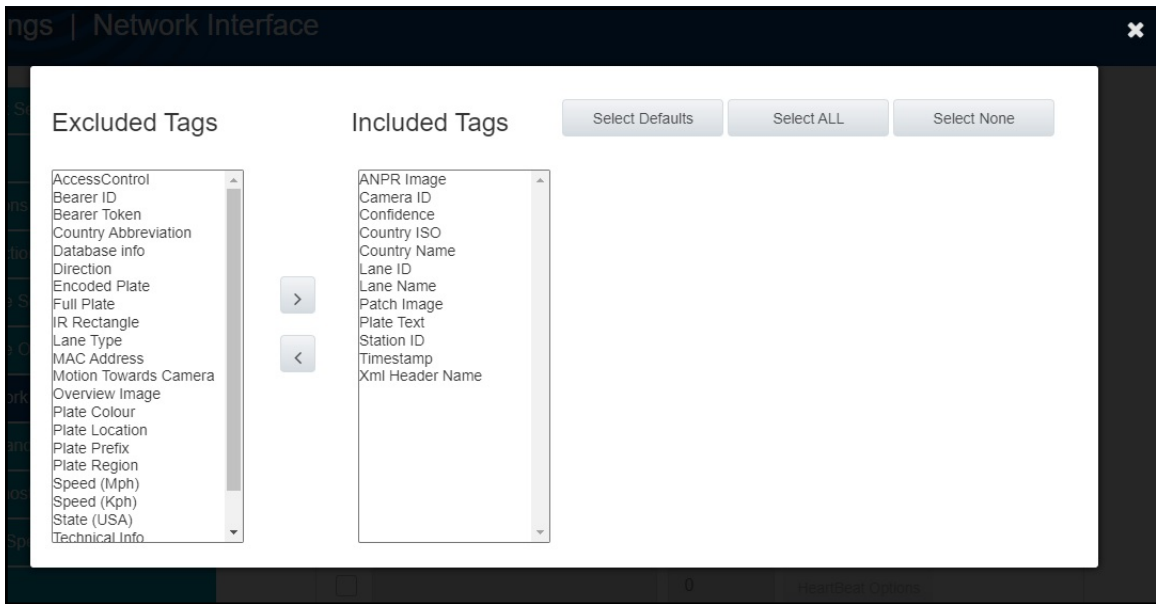 ngs | Network Interface
Excluded Tags
Included Tags
Select Defaults
Select ALL
Select None
AccessControl
Bearer ID
Bearer Token
Country Abbreviation
Database info
Direction
Encoded Plate
Full Plate
IR Rectangle
Lane Type
MAC Address
Motion Towards Camera
Overview Image
Plate Colour
Plate Location
Plate Prefix
Plate Region
Speed (Mph)
Speed (Kph)
State (USA)
Technical Info
>
<
ANPR Image
Camera ID
Confidence
Country ISO
Country Name
Lane ID
Lane Name
Patch Image
Plate Text
Station ID
Timestamp
Xml Header Name
0
HeartBeat Options